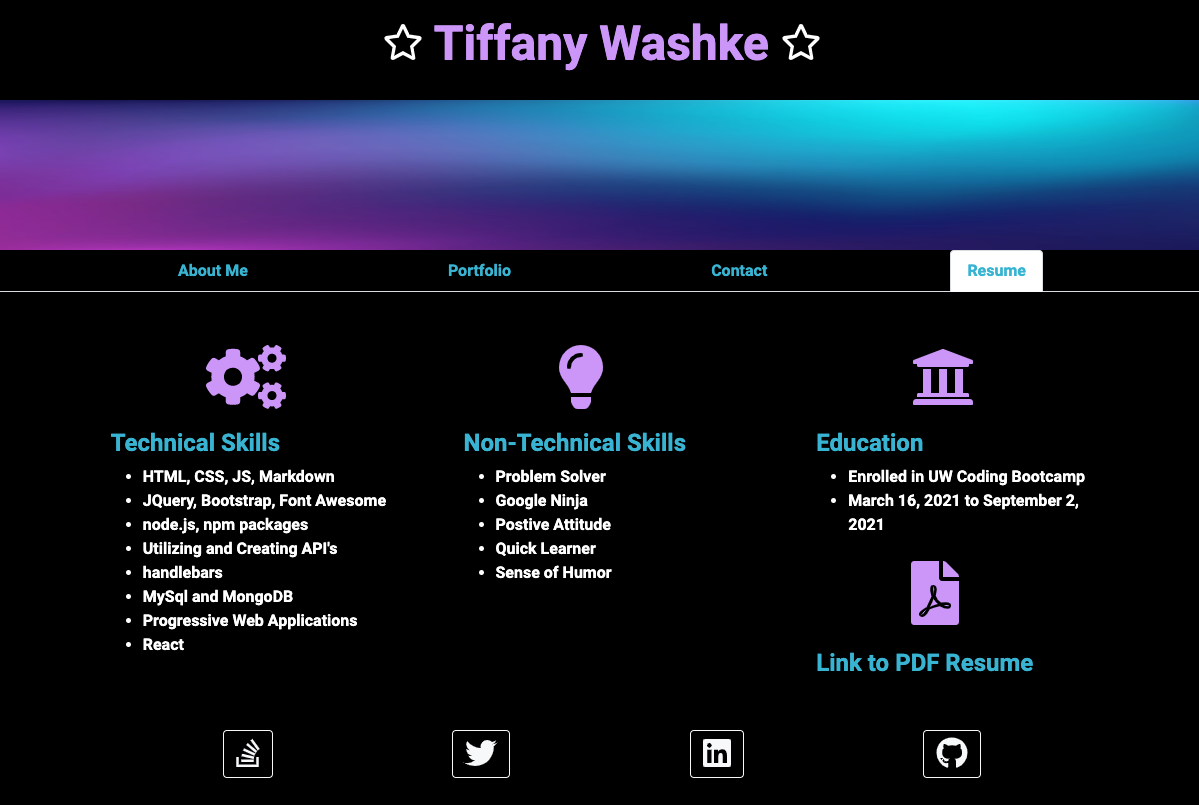 Tiffany Washke
About Me
Portfolio
Contact
Resume
Technical Skills
HTML, CSS, JS, Markdown
JQuery, Bootstrap, Font Awesome
node.js, npm packages
Utilizing and Creating API's
handlebars
MySql and MongoDB
Progressive Web Applications
React
Non-Technical Skills
Problem Solver
Google Ninja
Postive Attitude
Quick Learner
Sense of Humor
Education
Enrolled in UW Coding Bootcamp
March 16, 2021 to September 2,
2021
Link to PDF Resume
in